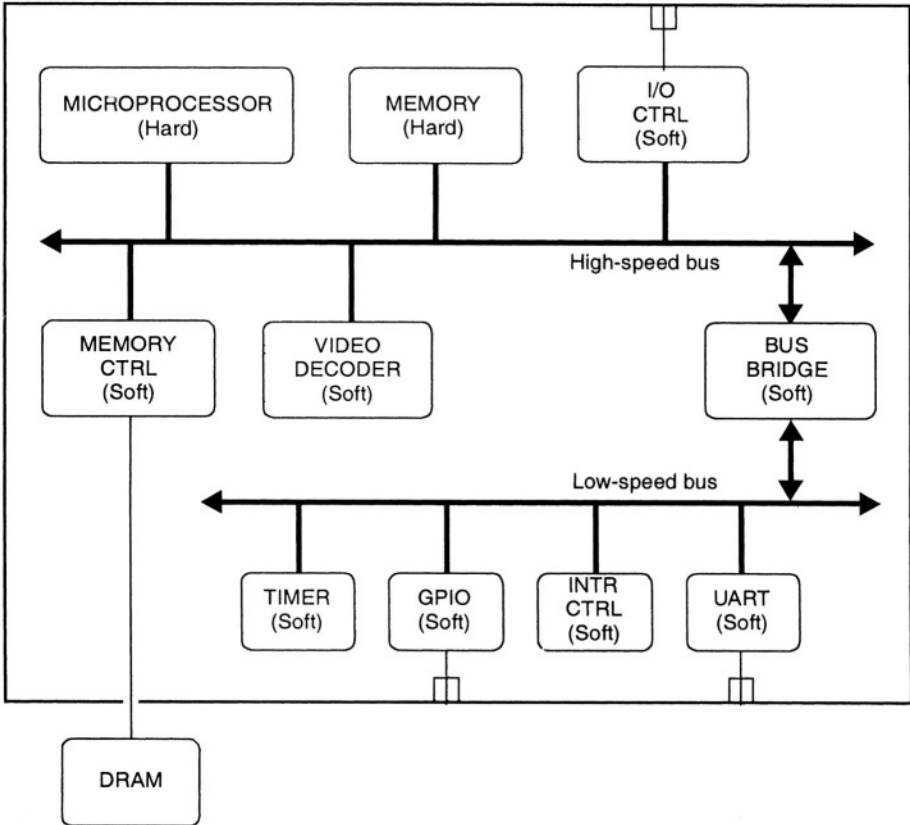 MICROPROCESSOR
(Hard)
MEMORY
(Hard)
I/O
CTRL
(Soft)
High-speed bus
MEMORY
CTRL
(Soft)
VIDEO
DECODER
(Soft)
BUS
BRIDGE
(Soft)
Low-speed bus
TIMER
(Soft)
GPIO
(Soft)
INTR
CTRL
(Soft)
UART
(Soft)
DRAM